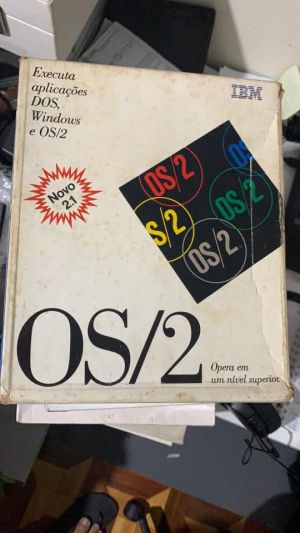 Executa
aplicações
DOS,
Windows
e OS/2
IBM
Novo
2.1
OS/2
OS/2
OS/2
OS/2
OS/2
OS/2
Opera em
um nível superior.